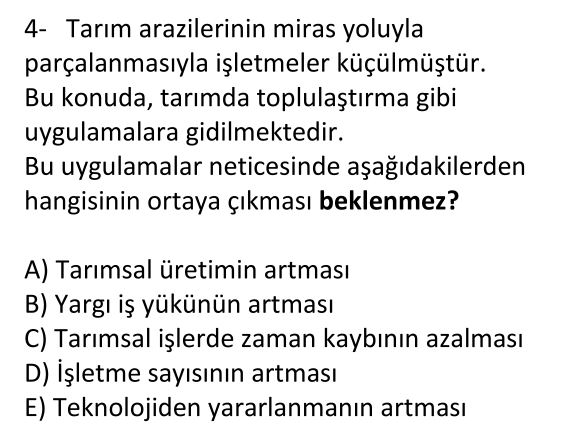 4- Tarım arazilerinin miras yoluyla
parçalanmasıyla işletmeler küçülmüştür.
Bu konuda, tarımda toplulaştırma gibi
uygulamalara gidilmektedir.
Bu uygulamalar neticesinde aşağıdakilerden
hangisinin ortaya çıkması beklenmez?
A) Tarımsal üretimin artması
B) Yargı iş yükünün artması
C) Tarımsal işlerde zaman kaybının azalması
D) İşletme sayısının artması
E) Teknolojiden yararlanmanın artması